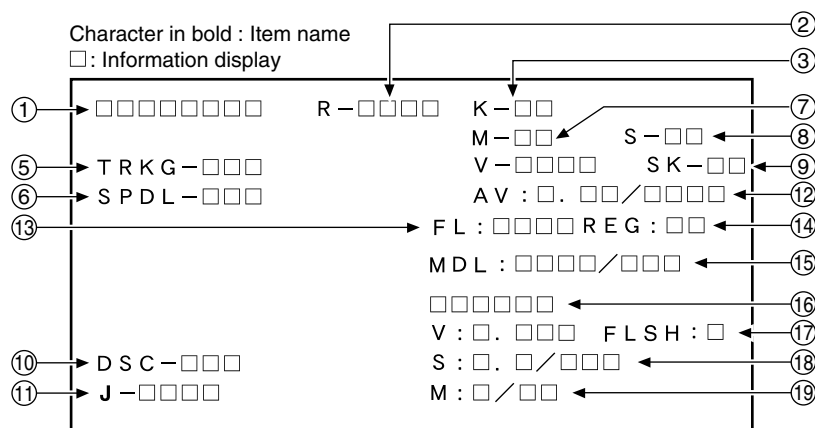 Character in bold : Item name
□ : Information display
②
③
① □□□□□□□□ R－□□□□ K－□□
⑦
M－□□ S－□□ ⑧
⑤ TRKG－□□□ V－□□□□ SK－□□ ⑨
⑥ SPDL－□□□ AV：□．□□／□□□□ ⑫
⑬ FL：□□□□ REG：□□ ⑭
MDL：□□□□／□□□ ⑮
□□□□□□ ⑯
V：□．□□□ FLSH：□ ⑰
⑩ DSC－□□□ S：□．□／□□□ ⑱
⑪ J－□□□□ M：□／□□ ⑲